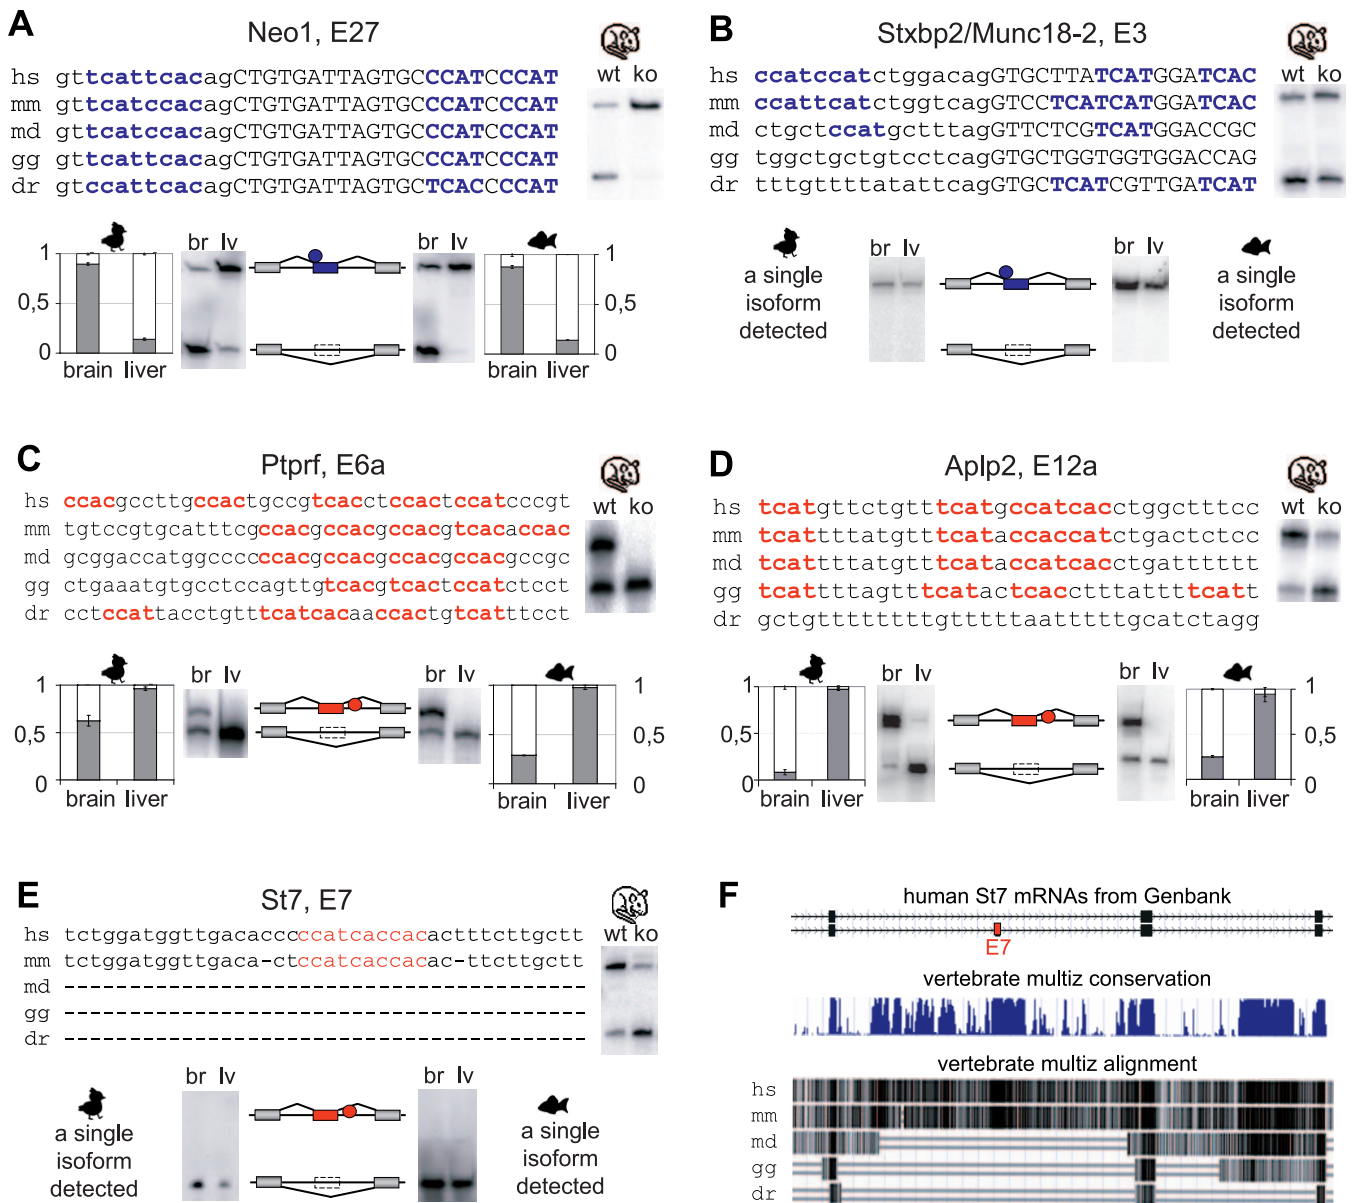 A
Neo1, E27
wt ko
hs gttcattcacagCTGTGATTAGTGCCCATCCCAT
mm gttcattcacagCTGTGATTAGTGCCCATCCCAT
md gttcattcacagCTGTGATTAGTGCCCATCCCAT
gg gttcattcacagCTGTGATTAGTGCCCATCCCAT
dr gtccattcacagCTGTGATTAGTGCTCACCCCAT
br lv
br lv
1
0,5
0
brain liver
1
0,5
0
brain liver
B
Stxbp2/Munc18-2, E3
wt ko
hs ccatccatctggacagGTGCTTATCATGGATCAC
mm ccattcatctggtcagGTCCTCATCATGGATCAC
md ctgctccatgctttagGTTCTCGTCATGGACCGC
gg tggctgctgtcctcagGTGCTGGTGGTGGACCAG
dr tttgttttatattcagGTGCTCATCGTTGATCAT
a single
isoform
detected
br lv
br lv
a single
isoform
detected
C
Ptprf, E6a
wt ko
hs ccacgccttgccactgccgtcacctccactccatcccgt
mm tgtccgtgcatttcgccacgccacgccacgtcacaccac
md gcggaccatggccccccacgccacgccacgccacgccgc
gg ctgaaatgtgcctccagttgtcacgtcactccatctcct
dr cctccattacctgtttcatcacaaccactgtcatttcct
br lv
br lv
1
0,5
0
brain liver
1
0,5
0
brain liver
D
Aplp2, E12a
wt ko
hs tcatgtttctgtttcatgccatcacctggctttcc
mm tcattttatgtttcataccaccatctgactctcc
md tcattttatgtttcataccatcacctgatttttt
gg tcatttagtttcatactcacctttatttcatt
dr gctgttttttttgtttttaatttttgcatctagg
br lv
br lv
1
0,5
0
brain liver
1
0,5
0
brain liver
E
St7, E7
wt ko
hs tctggatggttgacacccccatcaccacactttcttgctt
mm tctggatggttgaca-ctccatcaccacac-ttcttgctt
md ----------------------------------------
gg ----------------------------------------
dr ----------------------------------------
a single
isoform
detected
br lv
br lv
a single
isoform
detected
F
human St7 mRNAs from Genbank
E7
vertebrate multiz conservation
vertebrate multiz alignment
hs
mm
md
gg
dr